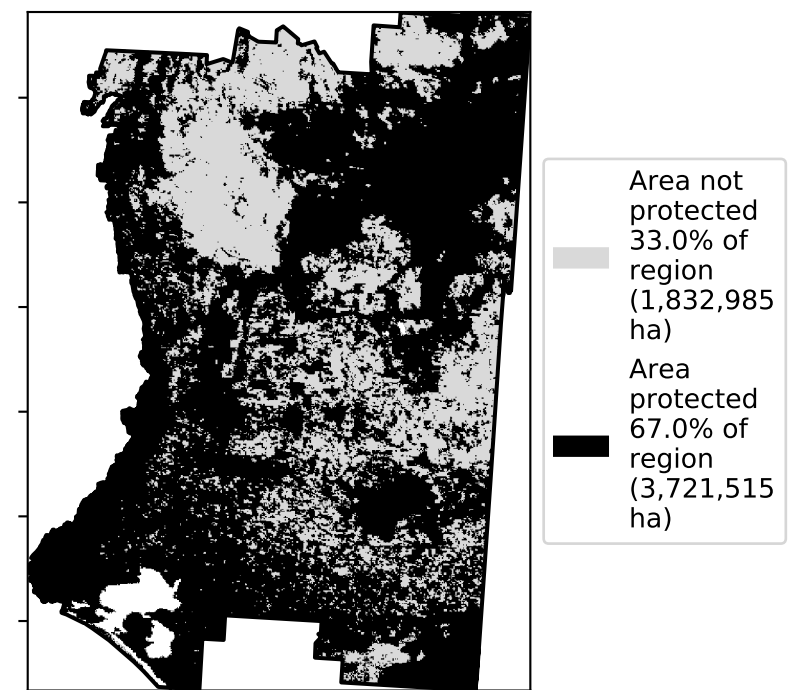 Area not
protected
33.0% of
region
(1,832,985
ha)
Area
protected
67.0% of
region
(3,721,515
ha)